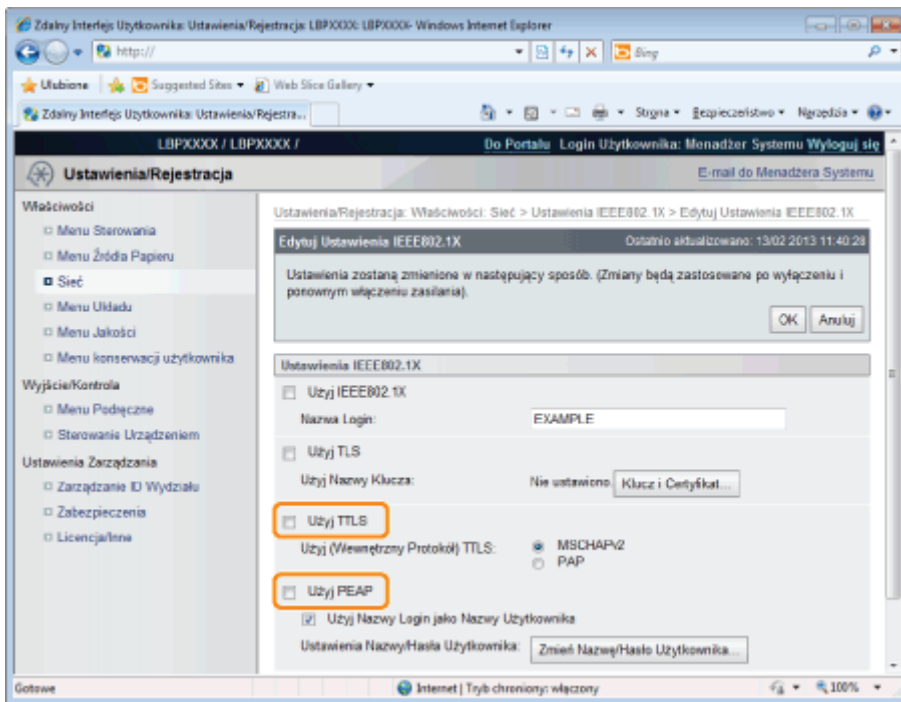 Zdalny Interfejs Użytkownika: Ustawienia/Rejestracja: LBPXXXX: LBPXXXX- Windows Internet Explorer
http://
Bing
Ulubione Suggested Sites Web Slice Gallery
Zdalny Interfejs Użytkownika: Ustawienia/Rejestra...
Strona Bezpieczeństwo Narzędzia
LBPXXXX / LBPXXXX /
Do Portalu Login Użytkownika: Menadżer Systemu Wyloguj się
Ustawienia/Rejestracja
E-mail do Menadżera Systemu
Właściwości
Menu Sterowania
Menu Źródła Papieru
Sieć
Menu Układu
Menu Jakości
Menu konserwacji użytkownika
Wyjście/Kontrola
Menu Podręczne
Sterowanie Urządzeniem
Ustawienia Zarządzania
Zarządzanie ID Wydziału
Zabezpieczenia
Licencja/Inne
Ustawienia/Rejestracja: Właściwości: Sieć > Ustawienia IEEE802.1X > Edytuj Ustawienia IEEE802.1X
Edytuj Ustawienia IEEE802.1X
Ostatnio aktualizowano: 13/02 2013 11:40:28
Ustawienia zostaną zmienione w następujący sposób. (Zmiany będą zastosowane po wyłączeniu i
ponownym włączeniu zasilania).
OK Anuluj
Ustawienia IEEE802.1X
Użyj IEEE802.1X
Nazwa Login: EXAMPLE
Użyj TLS
Użyj Nazwy Klucza: Nie ustawiono. Klucz i Certyfikat...
Użyj TTLS
Użyj (Wewnętrzny Protokół) TTLS: MSCHAPv2
PAP
Użyj PEAP
Użyj Nazwy Login jako Nazwy Użytkownika
Ustawienia Nazwy/Hasła Użytkownika: Zmień Nazwę/Hasło Użytkownika...
Gotowe
Internet | Tryb chroniony: włączony
100%